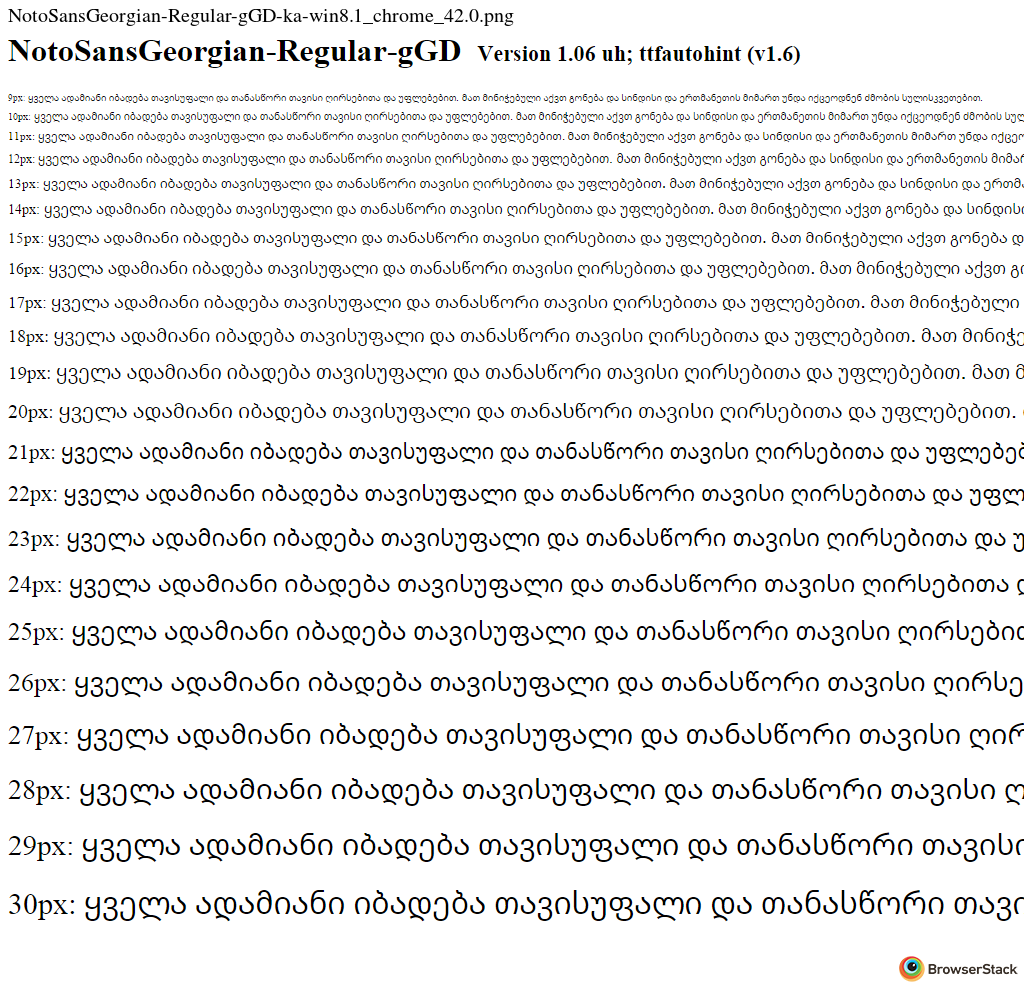 NotoSansGeorgian-Regular-gGD-ka-win8.1_chrome_42.0.png
NotoSansGeorgian-Regular-gGD Version 1.06 uh; ttfautohint (v1.6)
9px: ყველა ადამიანი იბადება თავისუფალი და თანასწორი თავისი ღირსებითა და უფლებებით. მათ მინიჭებული აქვთ გონება და სინდისი და ერთმანეთის მიმართ უნდა იქცეოდნენ ძმობის სულისკვეთებით.
10px: ყველა ადამიანი იბადება თავისუფალი და თანასწორი თავისი ღირსებითა და უფლებებით. მათ მინიჭებული აქვთ გონება და სინდისი და ერთმანეთის მიმართ უნდა იქცეოდნენ ძმობის სულ
11px: ყველა ადამიანი იბადება თავისუფალი და თანასწორი თავისი ღირსებითა და უფლებებით. მათ მინიჭებული აქვთ გონება და სინდისი და ერთმანეთის მიმართ უნდა იქცეო
12px: ყველა ადამიანი იბადება თავისუფალი და თანასწორი თავისი ღირსებითა და უფლებებით. მათ მინიჭებული აქვთ გონება და სინდისი და ერთმანეთის მიმარ
13px: ყველა ადამიანი იბადება თავისუფალი და თანასწორი თავისი ღირსებითა და უფლებებით. მათ მინიჭებული აქვთ გონება და სინდისი და ერთმ
14px: ყველა ადამიანი იბადება თავისუფალი და თანასწორი თავისი ღირსებითა და უფლებებით. მათ მინიჭებული აქვთ გონება და სინდისი
15px: ყველა ადამიანი იბადება თავისუფალი და თანასწორი თავისი ღირსებითა და უფლებებით. მათ მინიჭებული აქვთ გონება დ
16px: ყველა ადამიანი იბადება თავისუფალი და თანასწორი თავისი ღირსებითა და უფლებებით. მათ მინიჭებული აქვთ გ
17px: ყველა ადამიანი იბადება თავისუფალი და თანასწორი თავისი ღირსებითა და უფლებებით. მათ მინიჭებული
18px: ყველა ადამიანი იბადება თავისუფალი და თანასწორი თავისი ღირსებითა და უფლებებით. მათ მინიჭე
19px: ყველა ადამიანი იბადება თავისუფალი და თანასწორი თავისი ღირსებითა და უფლებებით. მათ მ
20px: ყველა ადამიანი იბადება თავისუფალი და თანასწორი თავისი ღირსებითა და უფლებებით.
21px: ყველა ადამიანი იბადება თავისუფალი და თანასწორი თავისი ღირსებითა და უფლებებ
22px: ყველა ადამიანი იბადება თავისუფალი და თანასწორი თავისი ღირსებითა და უფლ
23px: ყველა ადამიანი იბადება თავისუფალი და თანასწორი თავისი ღირსებითა და უ
24px: ყველა ადამიანი იბადება თავისუფალი და თანასწორი თავისი ღირსებითა
25px: ყველა ადამიანი იბადება თავისუფალი და თანასწორი თავისი ღირსებით
26px: ყველა ადამიანი იბადება თავისუფალი და თანასწორი თავისი ღირსე
27px: ყველა ადამიანი იბადება თავისუფალი და თანასწორი თავისი ღირ
28px: ყველა ადამიანი იბადება თავისუფალი და თანასწორი თავისი ღ
29px: ყველა ადამიანი იბადება თავისუფალი და თანასწორი თავისი
30px: ყველა ადამიანი იბადება თავისუფალი და თანასწორი თავი
BrowserStack